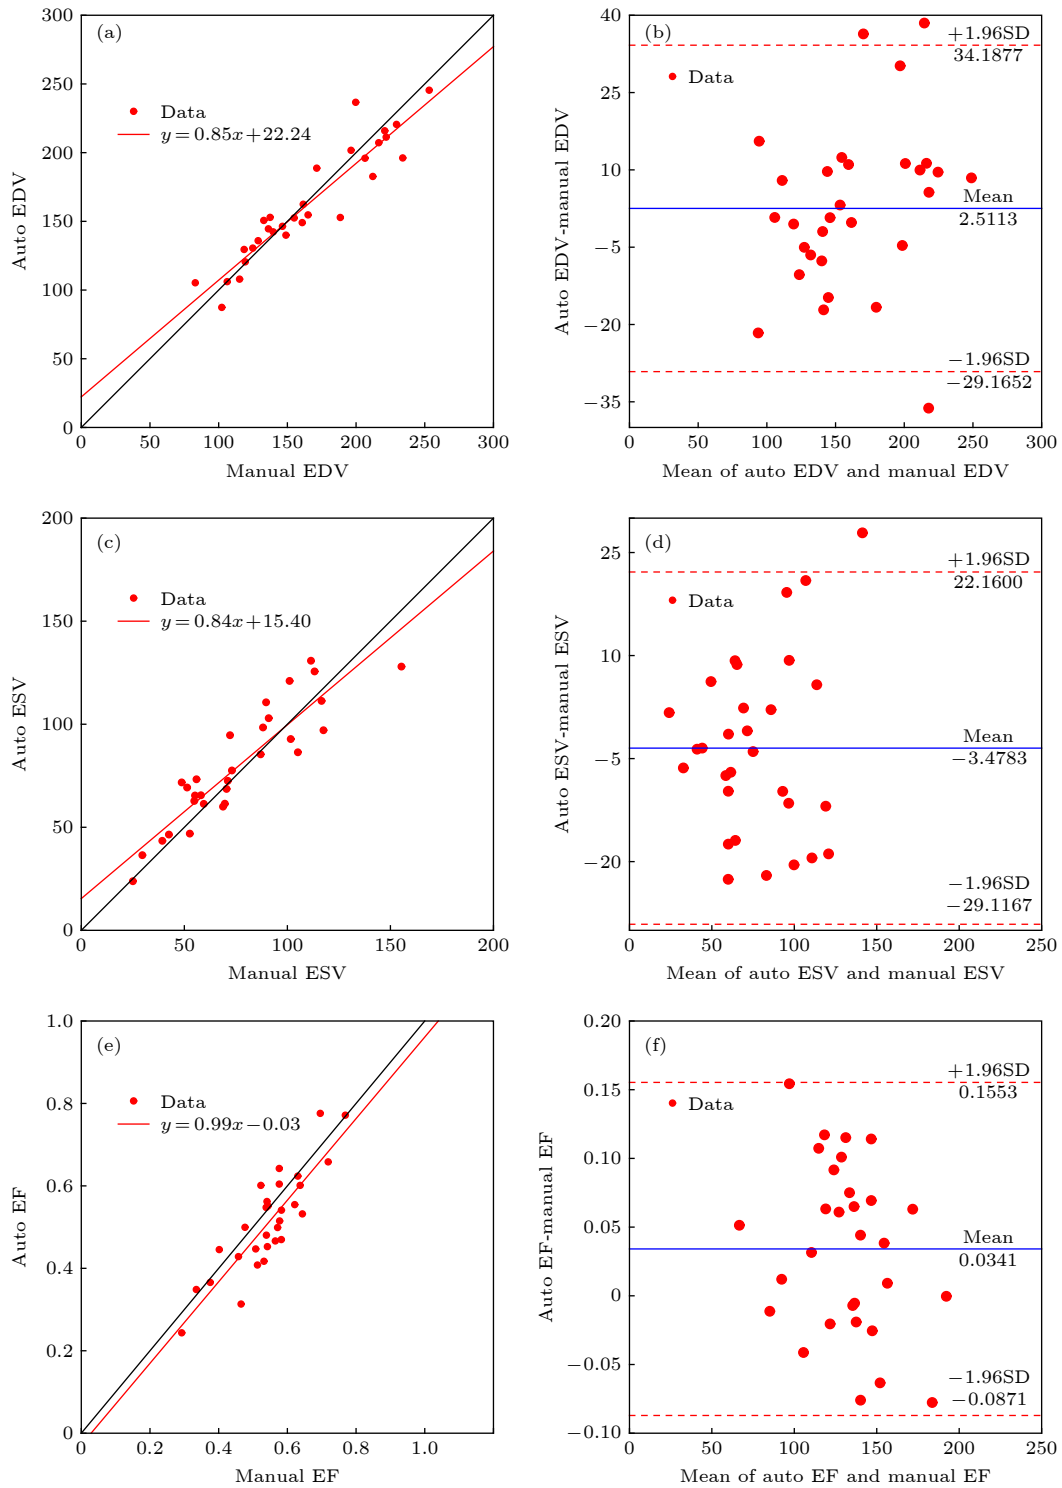 (a)
300
250
200
150
100
50
0
Auto EDV
Data
y=0.85x+22.24
0 50 100 150 200 250 300
Manual EDV
(b)
40
25
10
−5
−20
−35
Auto EDV-manual EDV
Data
+1.96SD
34.1877
Mean
2.5113
−1.96SD
−29.1652
0 50 100 150 200 250 300
Mean of auto EDV and manual EDV
(c)
200
150
100
50
0
Auto ESV
Data
y=0.84x+15.40
0 50 100 150 200
Manual ESV
(d)
25
10
−5
−20
Auto ESV-manual ESV
Data
+1.96SD
22.1600
Mean
−3.4783
−1.96SD
−29.1167
0 50 100 150 200 250
Mean of auto ESV and manual ESV
(e)
1.0
0.8
0.6
0.4
0.2
0
Auto EF
Data
y=0.99x−0.03
0 0.2 0.4 0.6 0.8 1.0
Manual EF
(f)
0.20
0.15
0.10
0.05
0
−0.05
−0.10
Auto EF-manual EF
Data
+1.96SD
0.1553
Mean
0.0341
−1.96SD
−0.0871
0 50 100 150 200 250
Mean of auto EF and manual EF